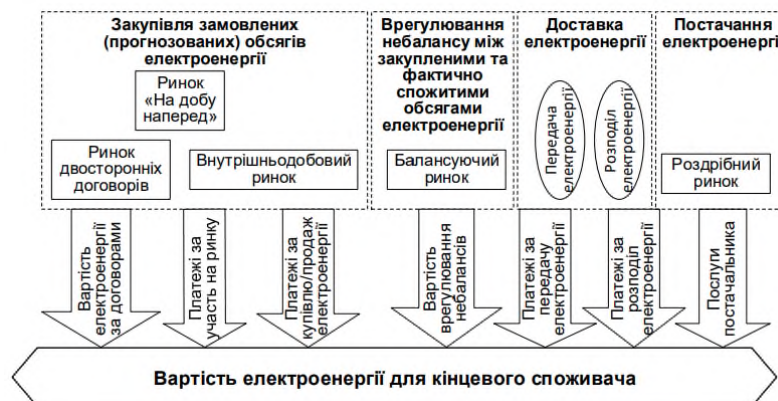 Закупівля замовлених
(прогнозованих) обсягів
електроенергії
Ринок
«На добу
наперед»
Ринок
двосторонніх
договорів
Внутрішньодобовий
ринок
Врегулювання
небалансу між
закупленими та
фактично
спожитими
обсягами
електроенергії
Балансуючий
ринок
Доставка
електроенергії
Передача
електроенергії
Розподіл
електроенергії
Постачання
електроенергії
Роздрібний
ринок
Вартість
електроенергії
за договорами
Платежі за
участь на ринку
Платежі за
купівлю/продаж
електроенергії
Вартість
врегулювання
небалансів
Платежі за
передачу
електроенергії
Платежі за
розподіл
електроенергії
Послуги
постачальника
Вартість електроенергії для кінцевого споживача